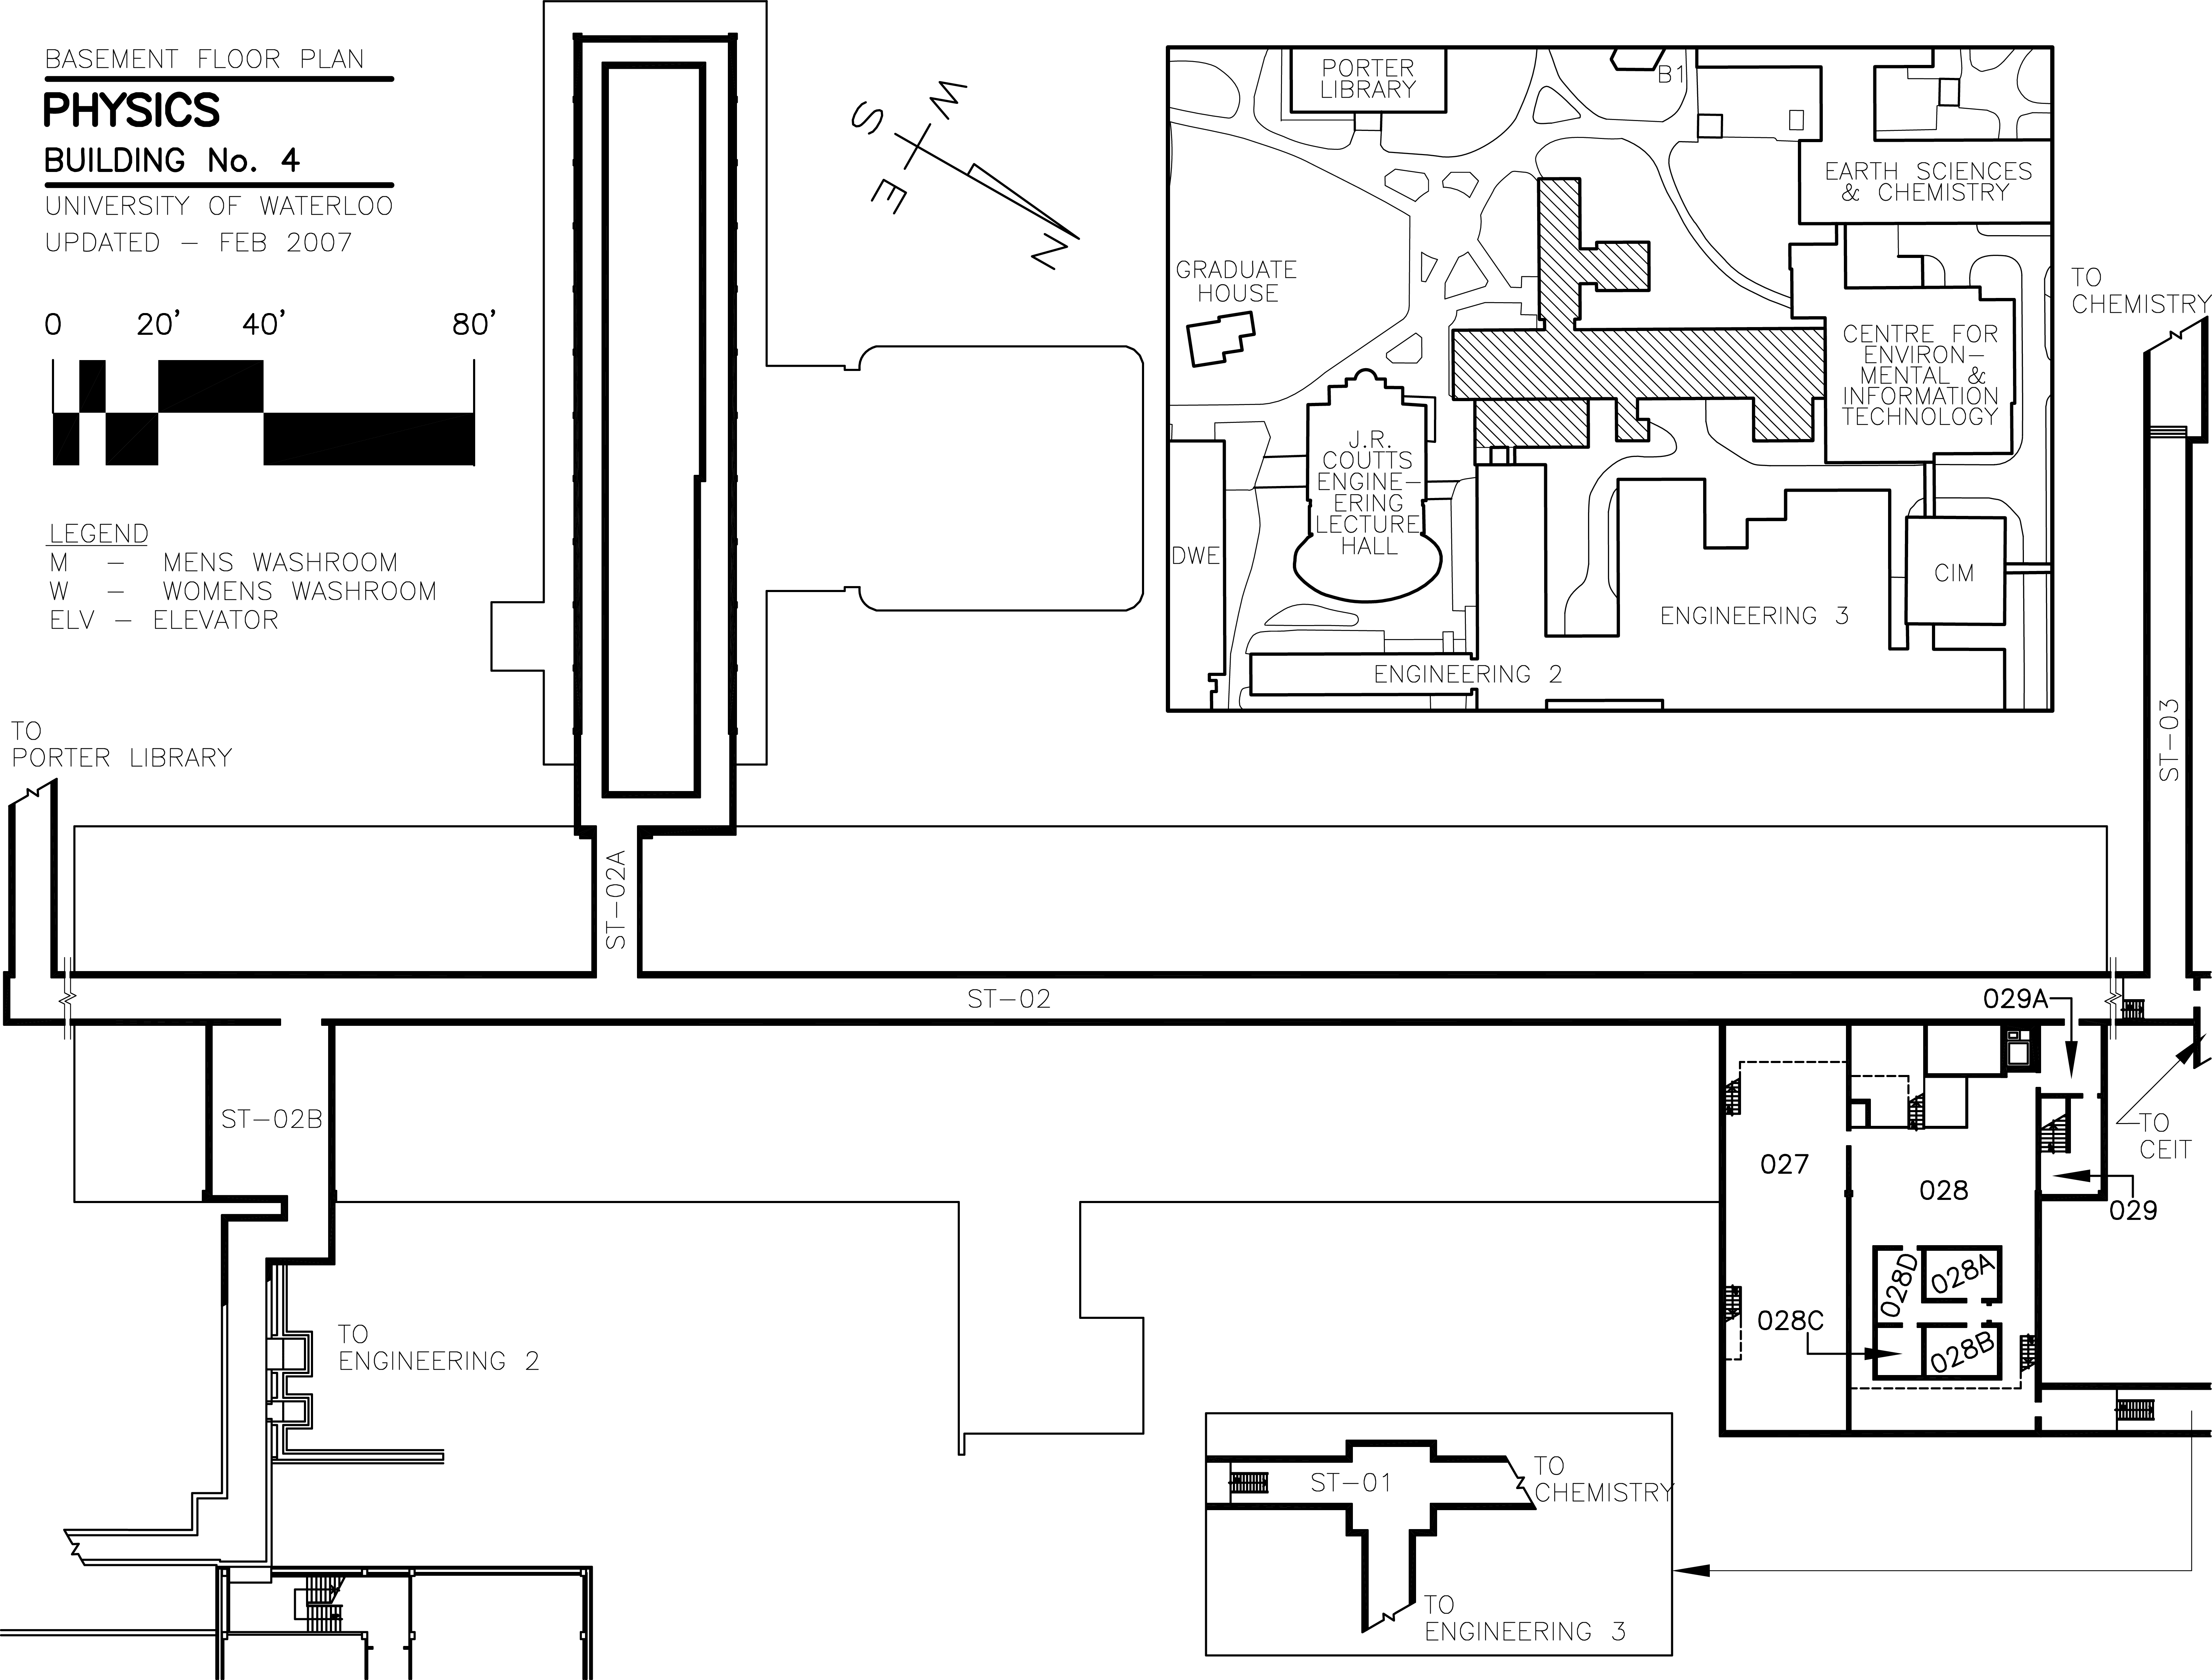 BASEMENT FLOOR PLAN
PHYSICS
BUILDING No. 4
UNIVERSITY OF WATERLOO
UPDATED – FEB 2007
0 20' 40' 80'
LEGEND
M – MENS WASHROOM
W – WOMENS WASHROOM
ELV – ELEVATOR
S
W
E
N
PORTER
LIBRARY
B1
EARTH SCIENCES
& CHEMISTRY
GRADUATE
HOUSE
CENTRE FOR
ENVIRON–
MENTAL &
INFORMATION
TECHNOLOGY
J.R.
COUTTS
ENGINE–
ERING
LECTURE
HALL
DWE
CIM
ENGINEERING 3
ENGINEERING 2
TO
CHEMISTRY
ST–03
TO
PORTER LIBRARY
ST–02A
ST–02
029A
ST–02B
TO
CEIT
027
028
029
028D
028A
028C
028B
TO
ENGINEERING 2
ST–01
TO
CHEMISTRY
TO
ENGINEERING 3